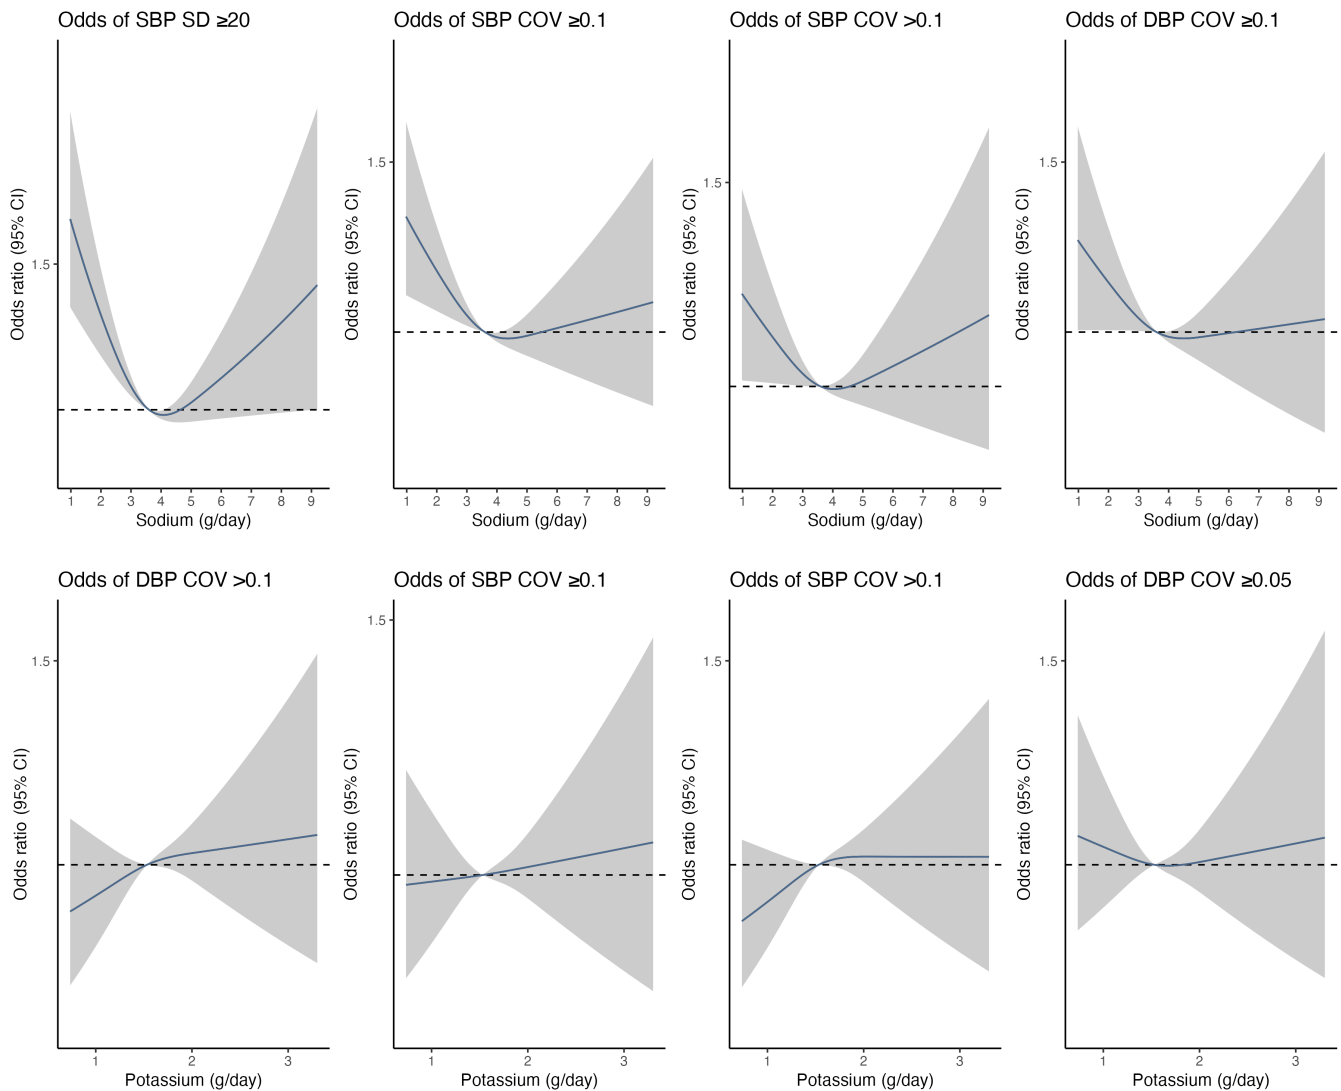 Odds of SBP SD ≥20
Odds ratio (95% CI)
1.5
1 2 3 4 5 6 7 8 9
Sodium (g/day)
Odds of SBP COV ≥0.1
Odds ratio (95% CI)
1.5
1 2 3 4 5 6 7 8 9
Sodium (g/day)
Odds of SBP COV >0.1
Odds ratio (95% CI)
1.5
1 2 3 4 5 6 7 8 9
Sodium (g/day)
Odds of DBP COV ≥0.1
Odds ratio (95% CI)
1.5
1 2 3 4 5 6 7 8 9
Sodium (g/day)
Odds of DBP COV >0.1
Odds ratio (95% CI)
1.5
1 2 3
Potassium (g/day)
Odds of SBP COV ≥0.1
Odds ratio (95% CI)
1.5
1 2 3
Potassium (g/day)
Odds of SBP COV >0.1
Odds ratio (95% CI)
1.5
1 2 3
Potassium (g/day)
Odds of DBP COV ≥0.05
Odds ratio (95% CI)
1.5
1 2 3
Potassium (g/day)